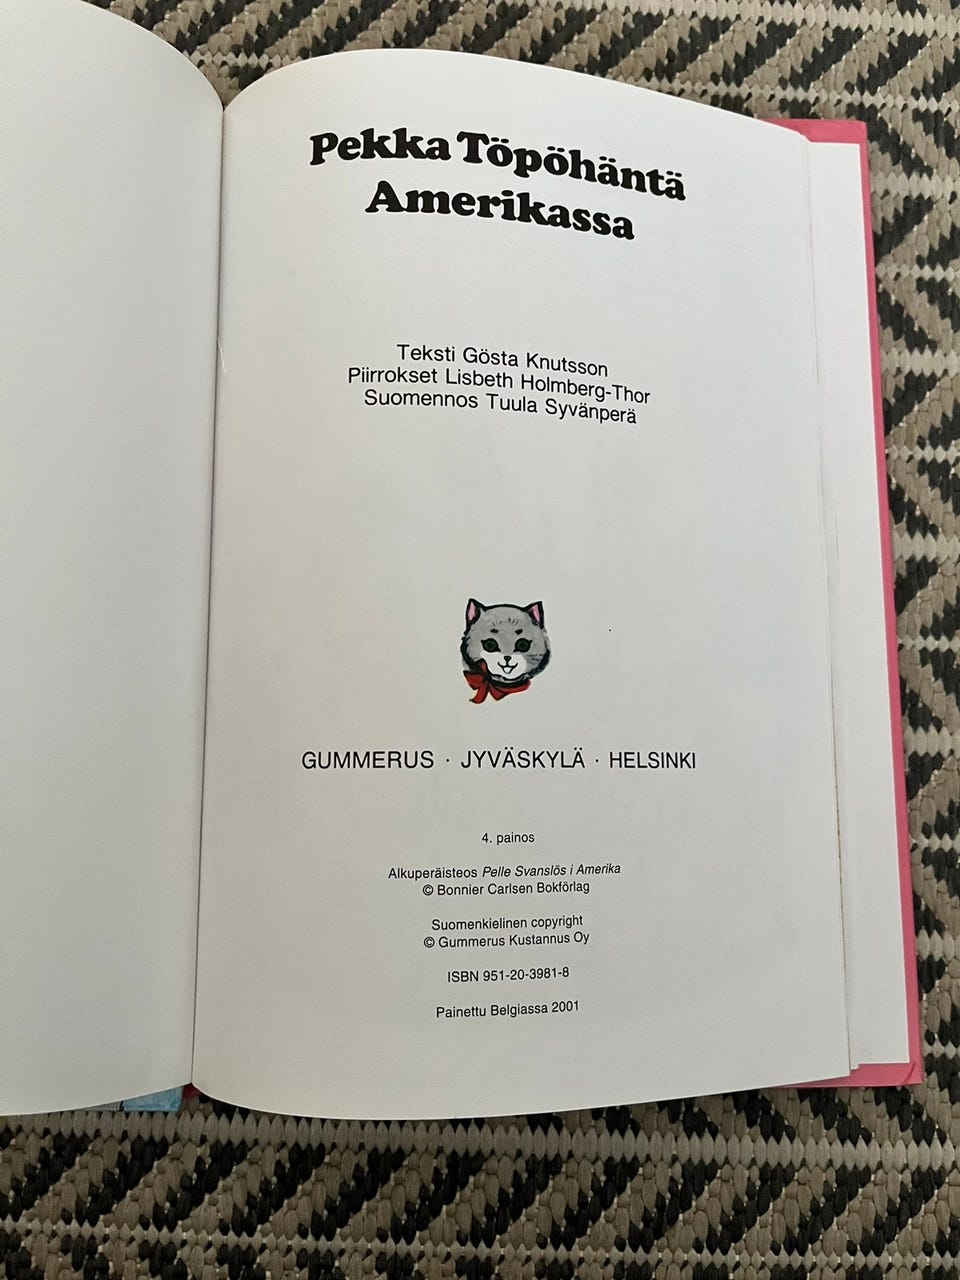 Pekka Töpöhäntä
Amerikassa
Teksti Gösta Knutsson
Piirrokset Lisbeth Holmberg-Thor
Suomennos Tuula Syvänperä
GUMMERUS · JYVÄSKYLÄ · HELSINKI
4. painos
Alkuperäisteos Pelle Svanslös i Amerika
© Bonnier Carlsen Bokförlag
Suomenkielinen copyright
© Gummerus Kustannus Oy
ISBN 951-20-3981-8
Painettu Belgiassa 2001